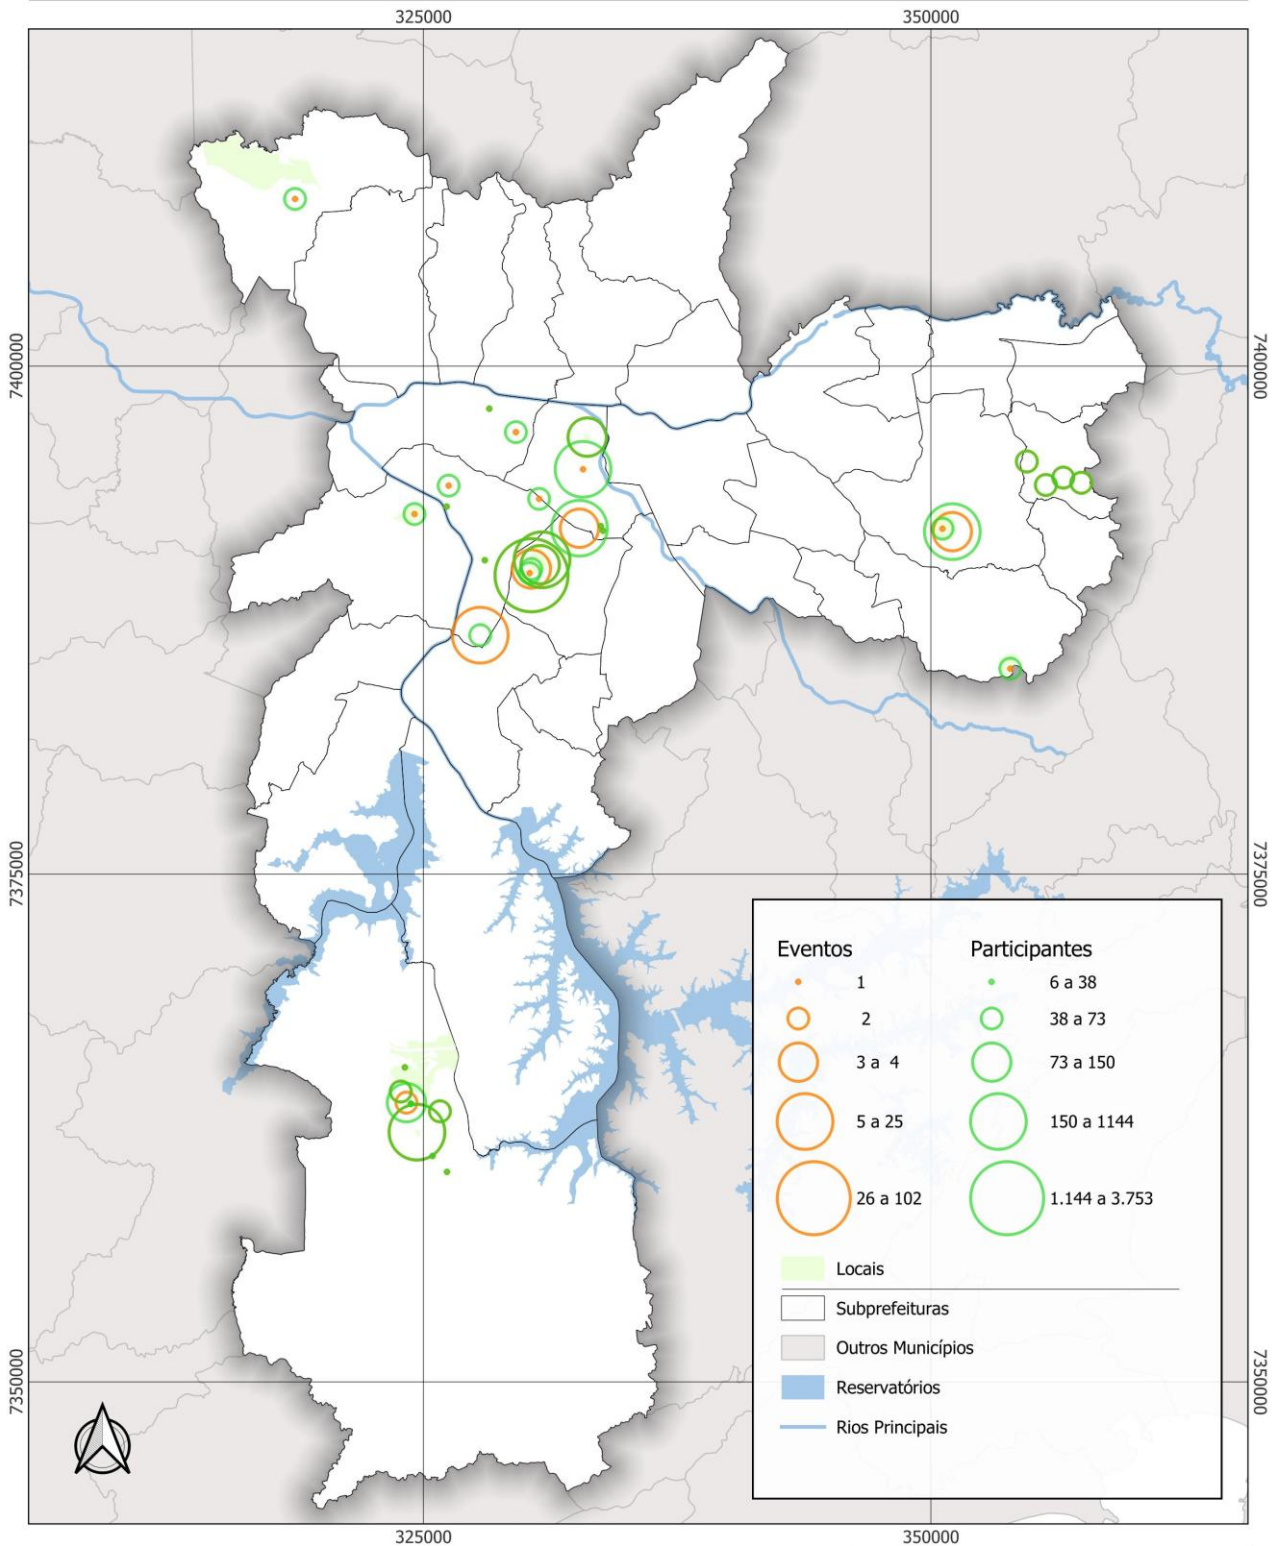 325000
350000
7400000
7400000
7375000
7375000
Eventos
Participantes
1
6 a 38
2
38 a 73
3 a 4
73 a 150
5 a 25
150 a 1144
26 a 102
1.144 a 3.753
Locais
Subprefeituras
Outros Municípios
Reservatórios
Rios Principais
7350000
7350000
325000
350000